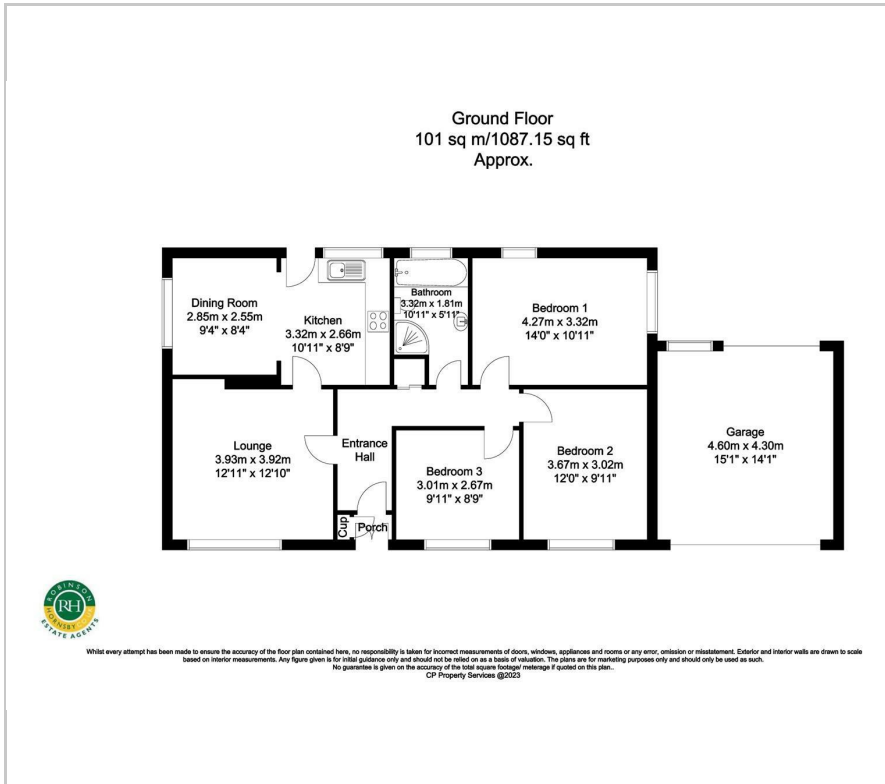 Ground Floor
101 sq m/1087.15 sq ft
Approx.
Dining Room
2.85m x 2.55m
9'4" x 8'4"
Kitchen
3.32m x 2.66m
10'11" x 8'9"
Bathroom
3.32m x 1.81m
10'11" x 5'11"
Bedroom 1
4.27m x 3.32m
14'0" x 10'11"
Lounge
3.93m x 3.92m
12'11" x 12'10"
Entrance
Hall
Bedroom 3
3.01m x 2.67m
9'11" x 8'9"
Bedroom 2
3.67m x 3.02m
12'0" x 9'11"
Garage
4.60m x 4.30m
15'1" x 14'1"
Cup
Porch
ROBINSON
HORNSBY
RH
ESTATE AGENTS
Whilst every attempt has been made to ensure the accuracy of the floor plan contained here, no responsibility is taken for incorrect measurements of doors, windows, appliances and rooms or any error, omission or misstatement. Exterior and interior walls are drawn to scale
based on interior measurements. Any figure given is for initial guidance only and should not be relied on as a basis of valuation. The plans are for marketing purposes only and should only be used as such.
No guarantee is given on the accuracy of the total square footage/ meterage if quoted on this plan..
CP Property Services @2023